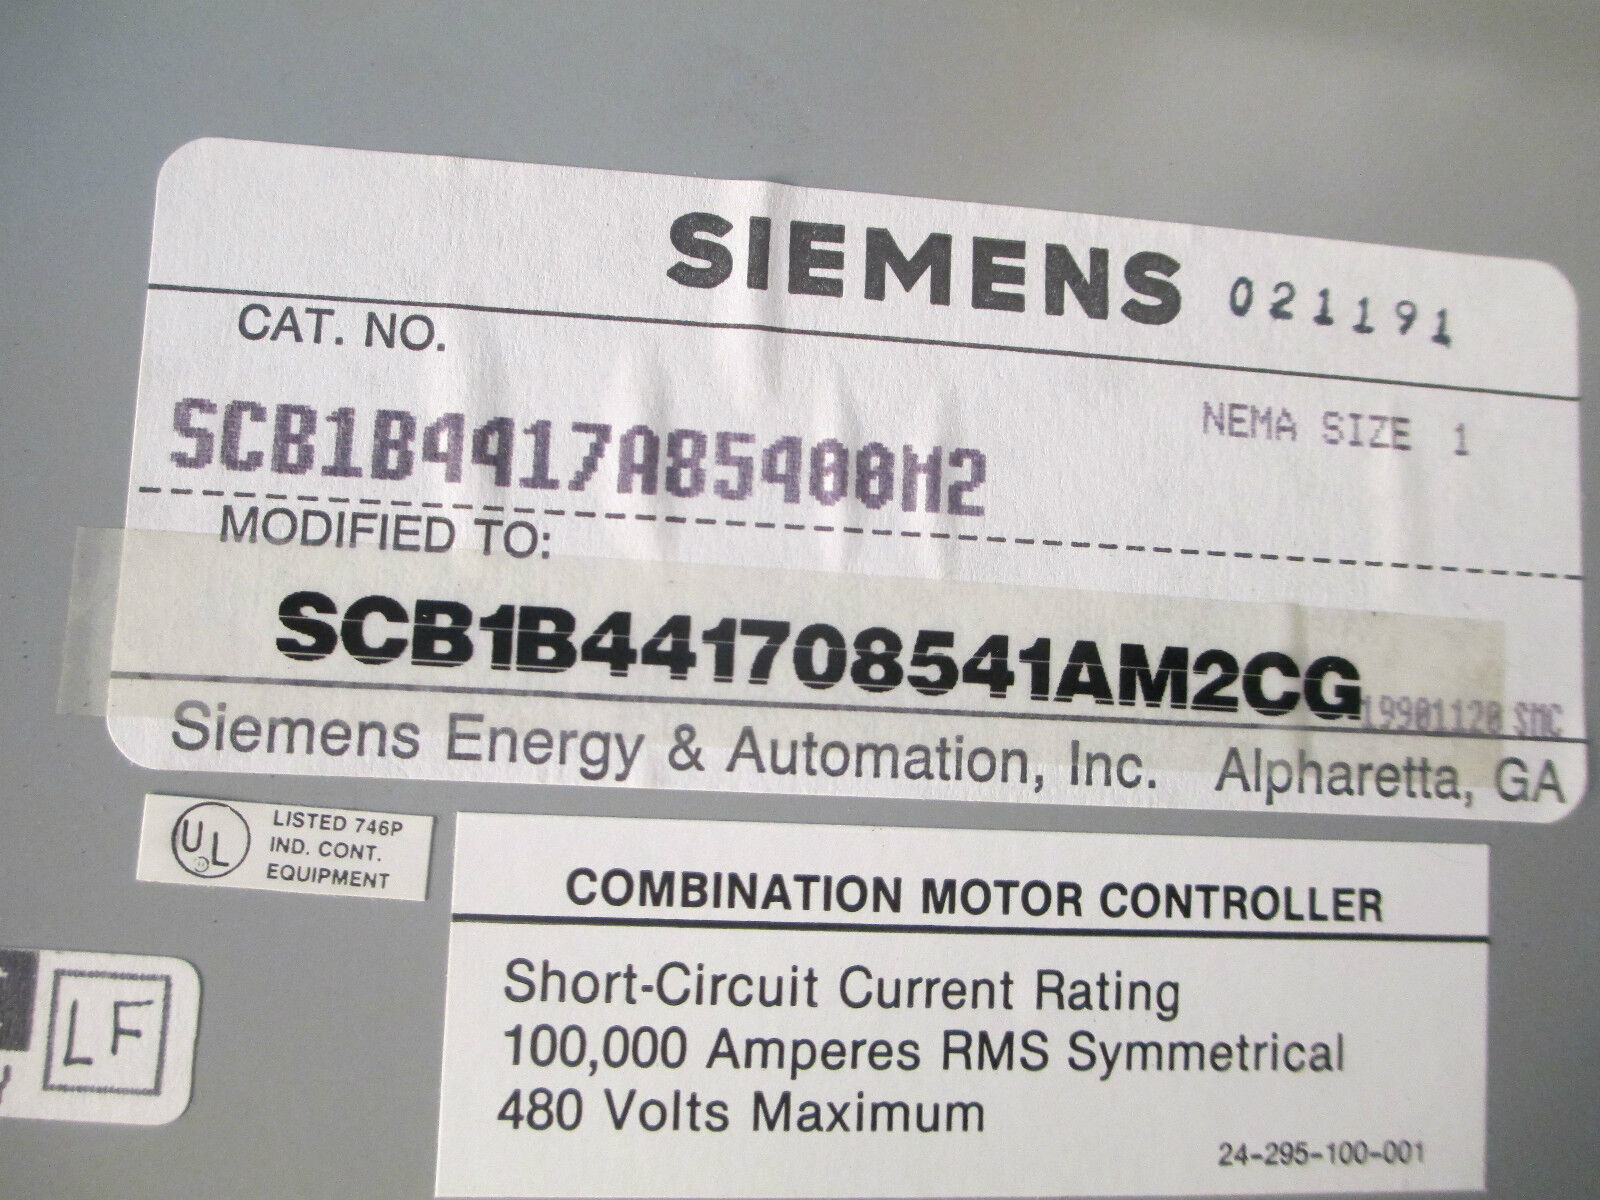 SIEMENS 021191
CAT. NO.
NEMA SIZE 1
SCB1B4417A85400M2
MODIFIED TO:
SCB1B441708541AM2CG
19901120 SMC
Siemens Energy & Automation, Inc. Alpharetta, GA
UL
LISTED 746P
IND. CONT.
EQUIPMENT
COMBINATION MOTOR CONTROLLER
Short-Circuit Current Rating
100,000 Amperes RMS Symmetrical
480 Volts Maximum
24-295-100-001
LF